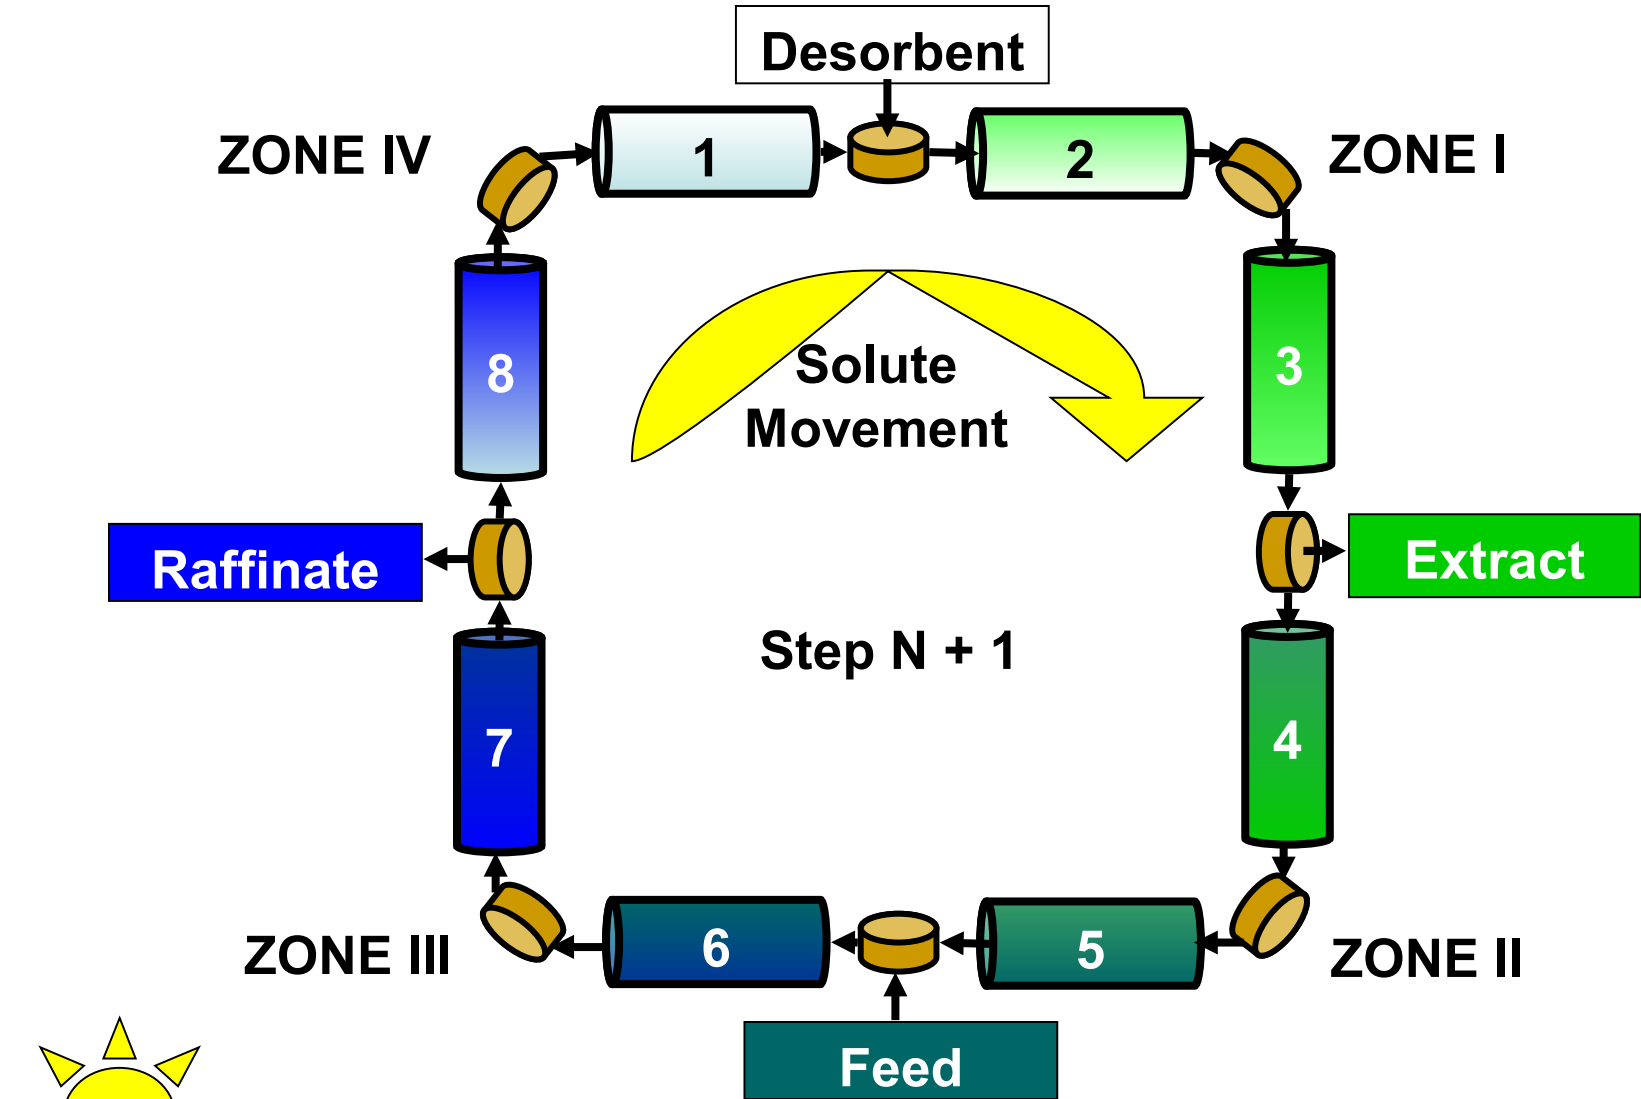 Desorbent
ZONE IV
1
2
ZONE I
8
Solute
Movement
3
Raffinate
Extract
Step N + 1
7
4
ZONE III
6
5
ZONE II
Feed